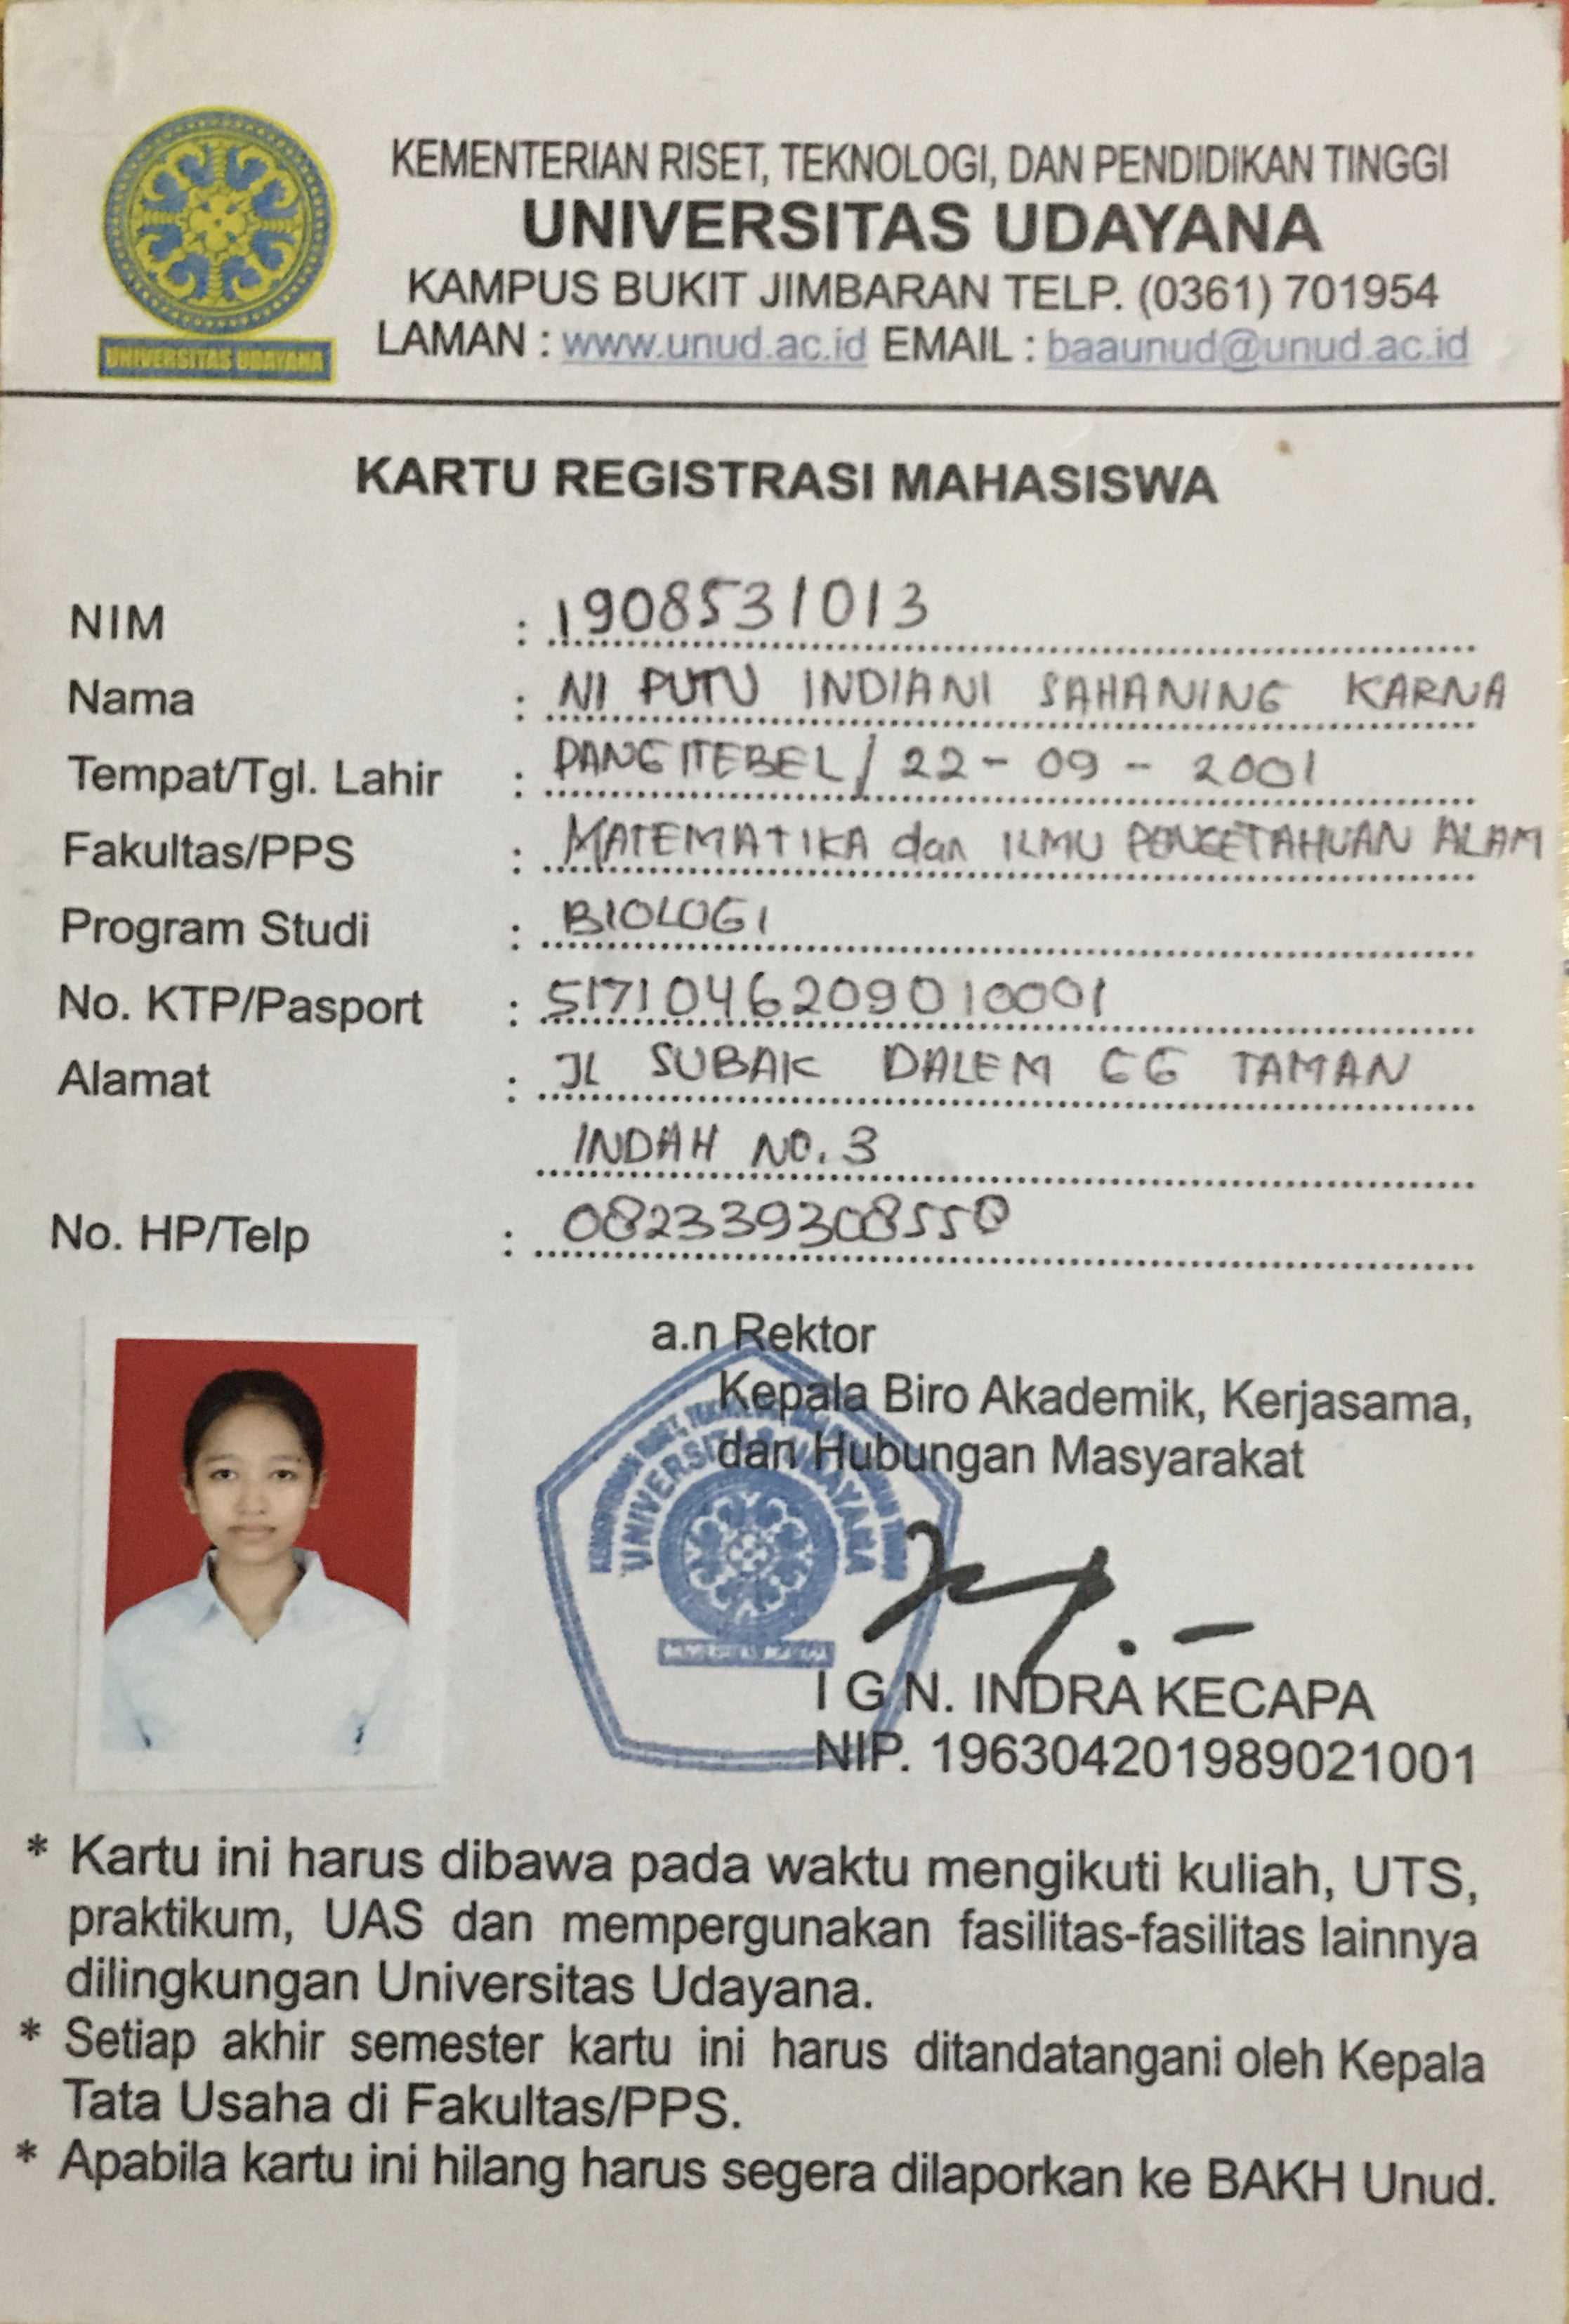 KEMENTERIAN RISET, TEKNOLOGI, DAN PENDIDIKAN TINGGI
UNIVERSITAS UDAYANA
KAMPUS BUKIT JIMBARAN TELP. (0361) 701954
LAMAN : www.unud.ac.id EMAIL : baaunud@unud.ac.id
UNIVERSITAS UDAYANA
KARTU REGISTRASI MAHASISWA
NIM : 1908531013
Nama : NI PUTU INDIANI SAHANING KARNA
Tempat/Tgl. Lahir : / 22 - 09 - 2001
Fakultas/PPS : MATEMATIKA dan ILMU PENGETAHUAN ALAM
Program Studi : BIOLOGI
No. KTP/Pasport : 5171046209010001
Alamat : JL SUBAK DALEM GG TAMAN
INDAH NO. 3
No. HP/Telp : 082339308550
a.n Rektor
Kepala Biro Akademik, Kerjasama,
dan Hubungan Masyarakat
UNIVERSITAS UDAYANA
I G N. INDRA KECAPA
NIP. 196304201989021001
* Kartu ini harus dibawa pada waktu mengikuti kuliah, UTS,
praktikum, UAS dan mempergunakan fasilitas-fasilitas lainnya
dilingkungan Universitas Udayana.
* Setiap akhir semester kartu ini harus ditandatangani oleh Kepala
Tata Usaha di Fakultas/PPS.
* Apabila kartu ini hilang harus segera dilaporkan ke BAKH Unud.